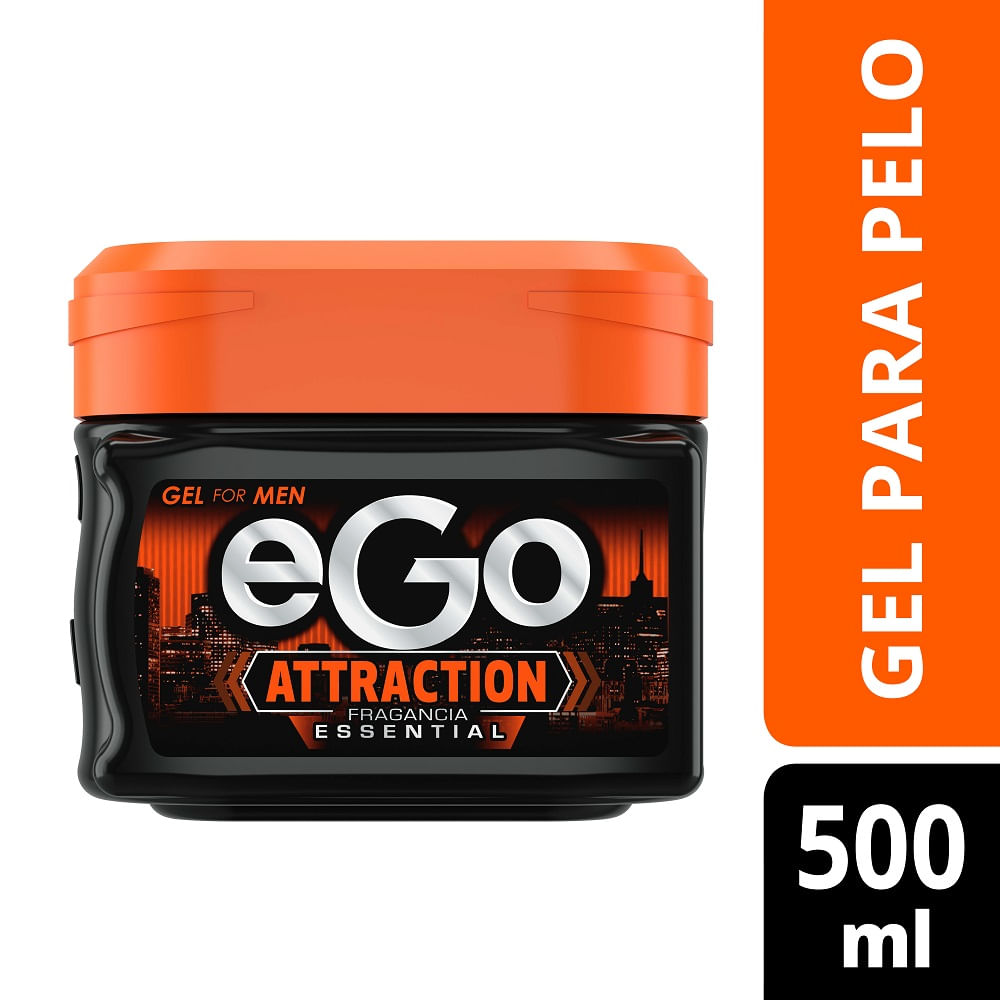 GEL FOR MEN
eGo
ATTRACTION
FRAGANCIA
ESSENTIAL
GEL PARA PELO
500
ml